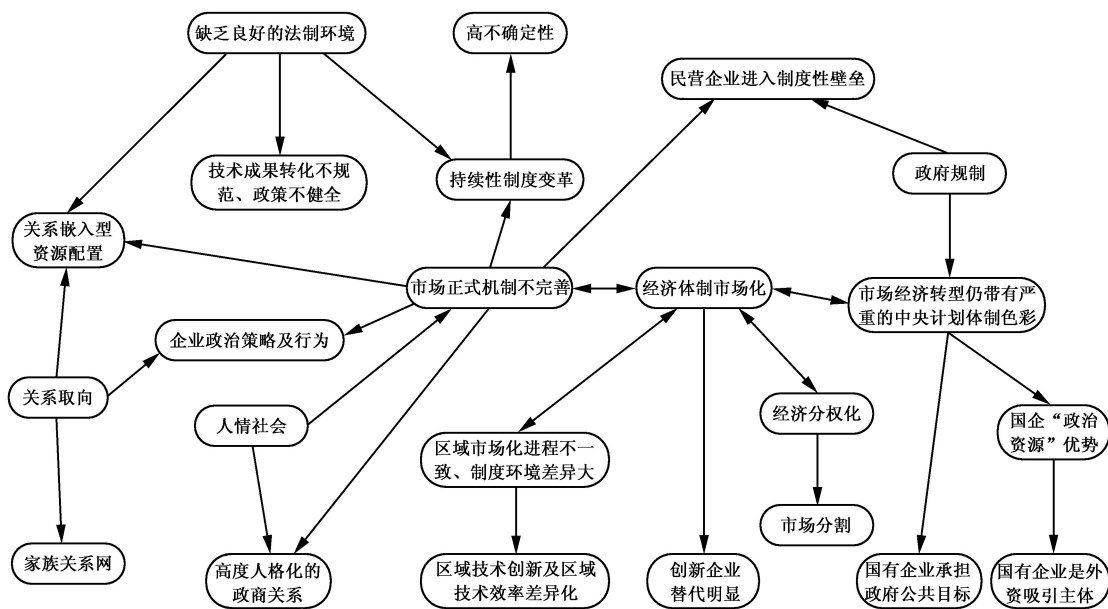 缺乏良好的法制环境
高不确定性
民营企业进入制度性壁垒
技术成果转化不规
范、政策不健全
持续性制度变革
政府规制
关系嵌入型
资源配置
市场正式机制不完善
经济体制市场化
市场经济转型仍带有严
重的中央计划体制色彩
企业政治策略及行为
关系取向
人情社会
经济分权化
国企“政治
资源”优势
区域市场化进程不一
致、制度环境差异大
市场分割
家族关系网
高度人格化的
政商关系
区域技术创新及区域
技术效率差异化
创新企业
替代明显
国有企业承担
政府公共目标
国有企业是外
资吸引主体